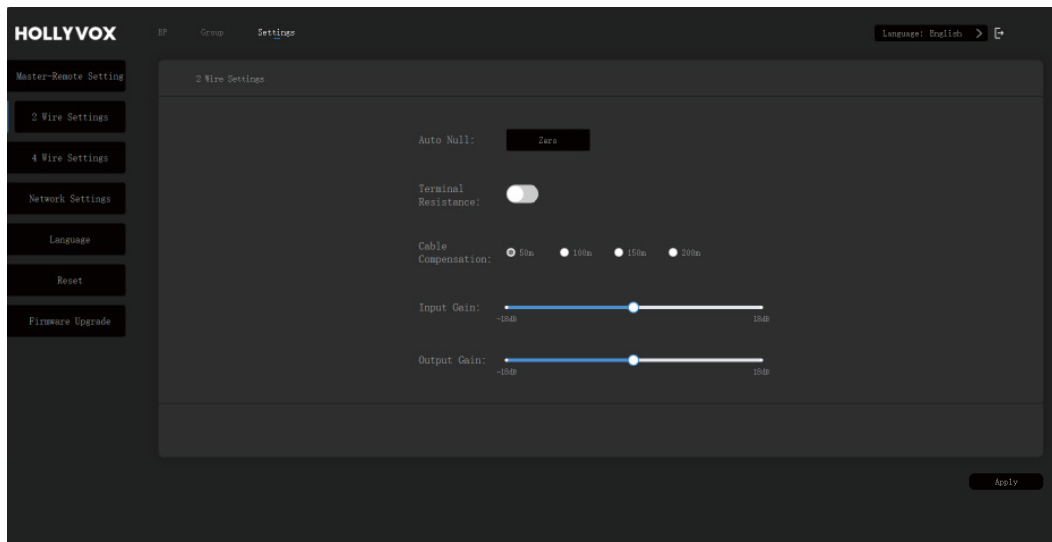 HOLLYVOX
BP Group Settings
Language: English
Master-Remote Setting
2 Wire Settings
4 Wire Settings
Network Settings
Language
Reset
Firmware Upgrade
2 Wire Settings
Auto Null: Zero
Terminal
Resistance:
Cable
Compensation:
50m 100m 150m 200m
Input Gain:
-18dB 18dB
Output Gain:
-18dB 18dB
Apply